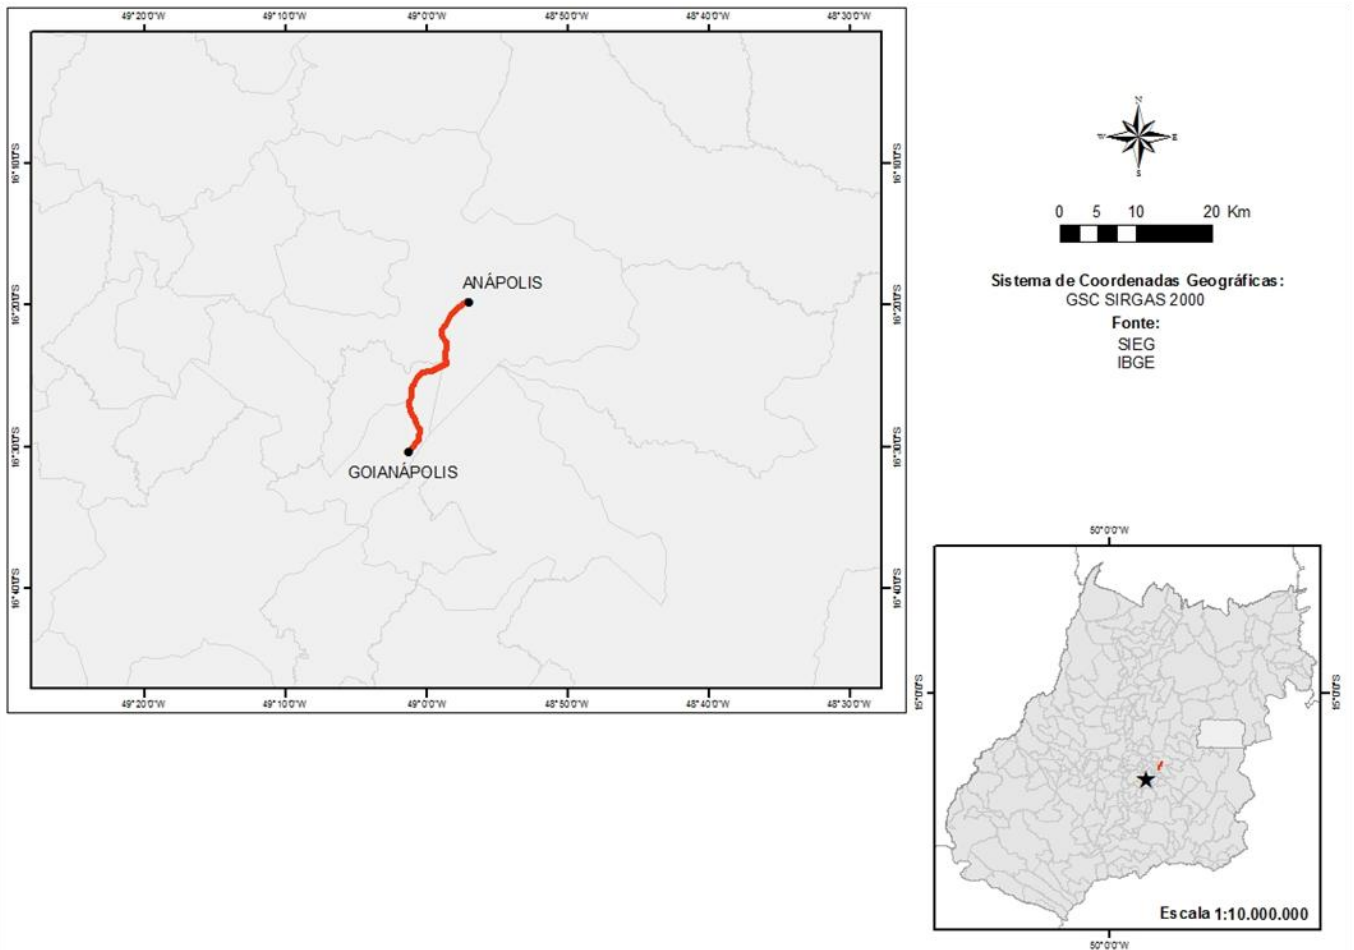 49°20'0"W 49°10'0"W 49°0'0"W 48°50'0"W 48°40'0"W 48°30'0"W
16°10'0"S 16°10'0"S
16°20'0"S 16°20'0"S
16°30'0"S 16°30'0"S
16°40'0"S 16°40'0"S
ANÁPOLIS
GOIANÁPOLIS
49°20'0"W 49°10'0"W 49°0'0"W 48°50'0"W 48°40'0"W 48°30'0"W
N
W E
S
0 5 10 20 Km
Sistema de Coordenadas Geográficas:
GSC SIRGAS 2000
Fonte:
SIEG
IBGE
50°0'0"W
15°0'0"S 15°0'0"S
Escala 1:10.000.000
50°0'0"W